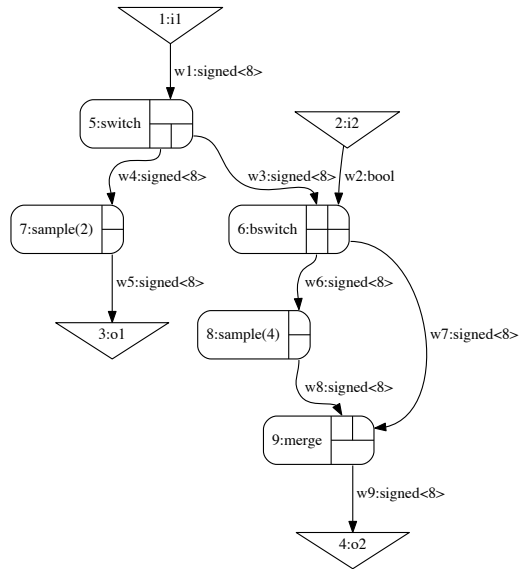 1:i1
w1:signed<8>
5:switch
2:i2
w4:signed<8>
w3:signed<8>
w2:bool
7:sample(2)
6:bswitch
w5:signed<8>
w6:signed<8>
3:o1
8:sample(4)
w7:signed<8>
w8:signed<8>
9:merge
w9:signed<8>
4:o2